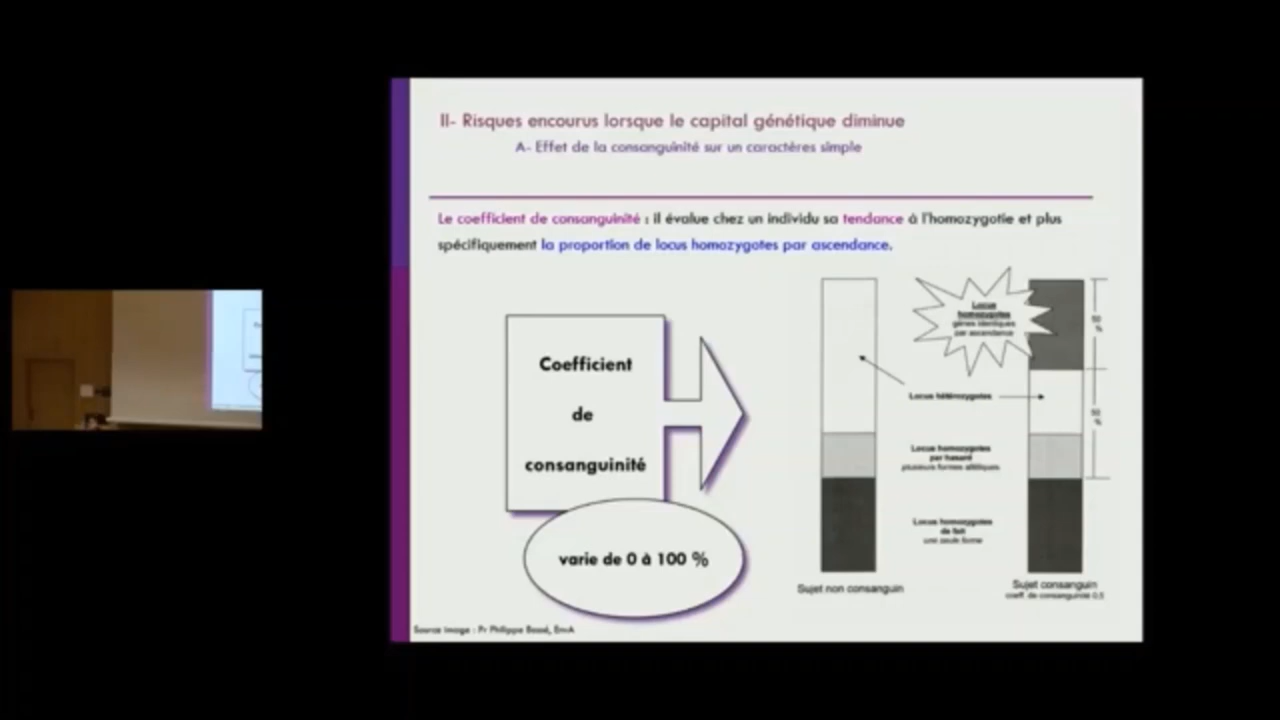 II- Risques encourus lorsque le capital génétique diminue
A- Effet de la consanguinité sur un caractères simple
Le coefficient de consanguinité : il évalue chez un individu sa tendance à l'homozygotie et plus
spécifiquement la proportion de locus homozygotes par ascendance.
Coefficient
de
consanguinité
varie de 0 à 100 %
Locus
homozygotes
gènes identiques
par ascendance
50
%
Locus hétérozygotes
50
%
Locus homozygotes
par hasard
plusieurs formes alléliques
Locus homozygotes
de fait
une seule forme
Sujet non consanguin
Sujet consanguin
coeff. de consanguinité 0,5
Source image : Pr Philippe Bossé, EnvA